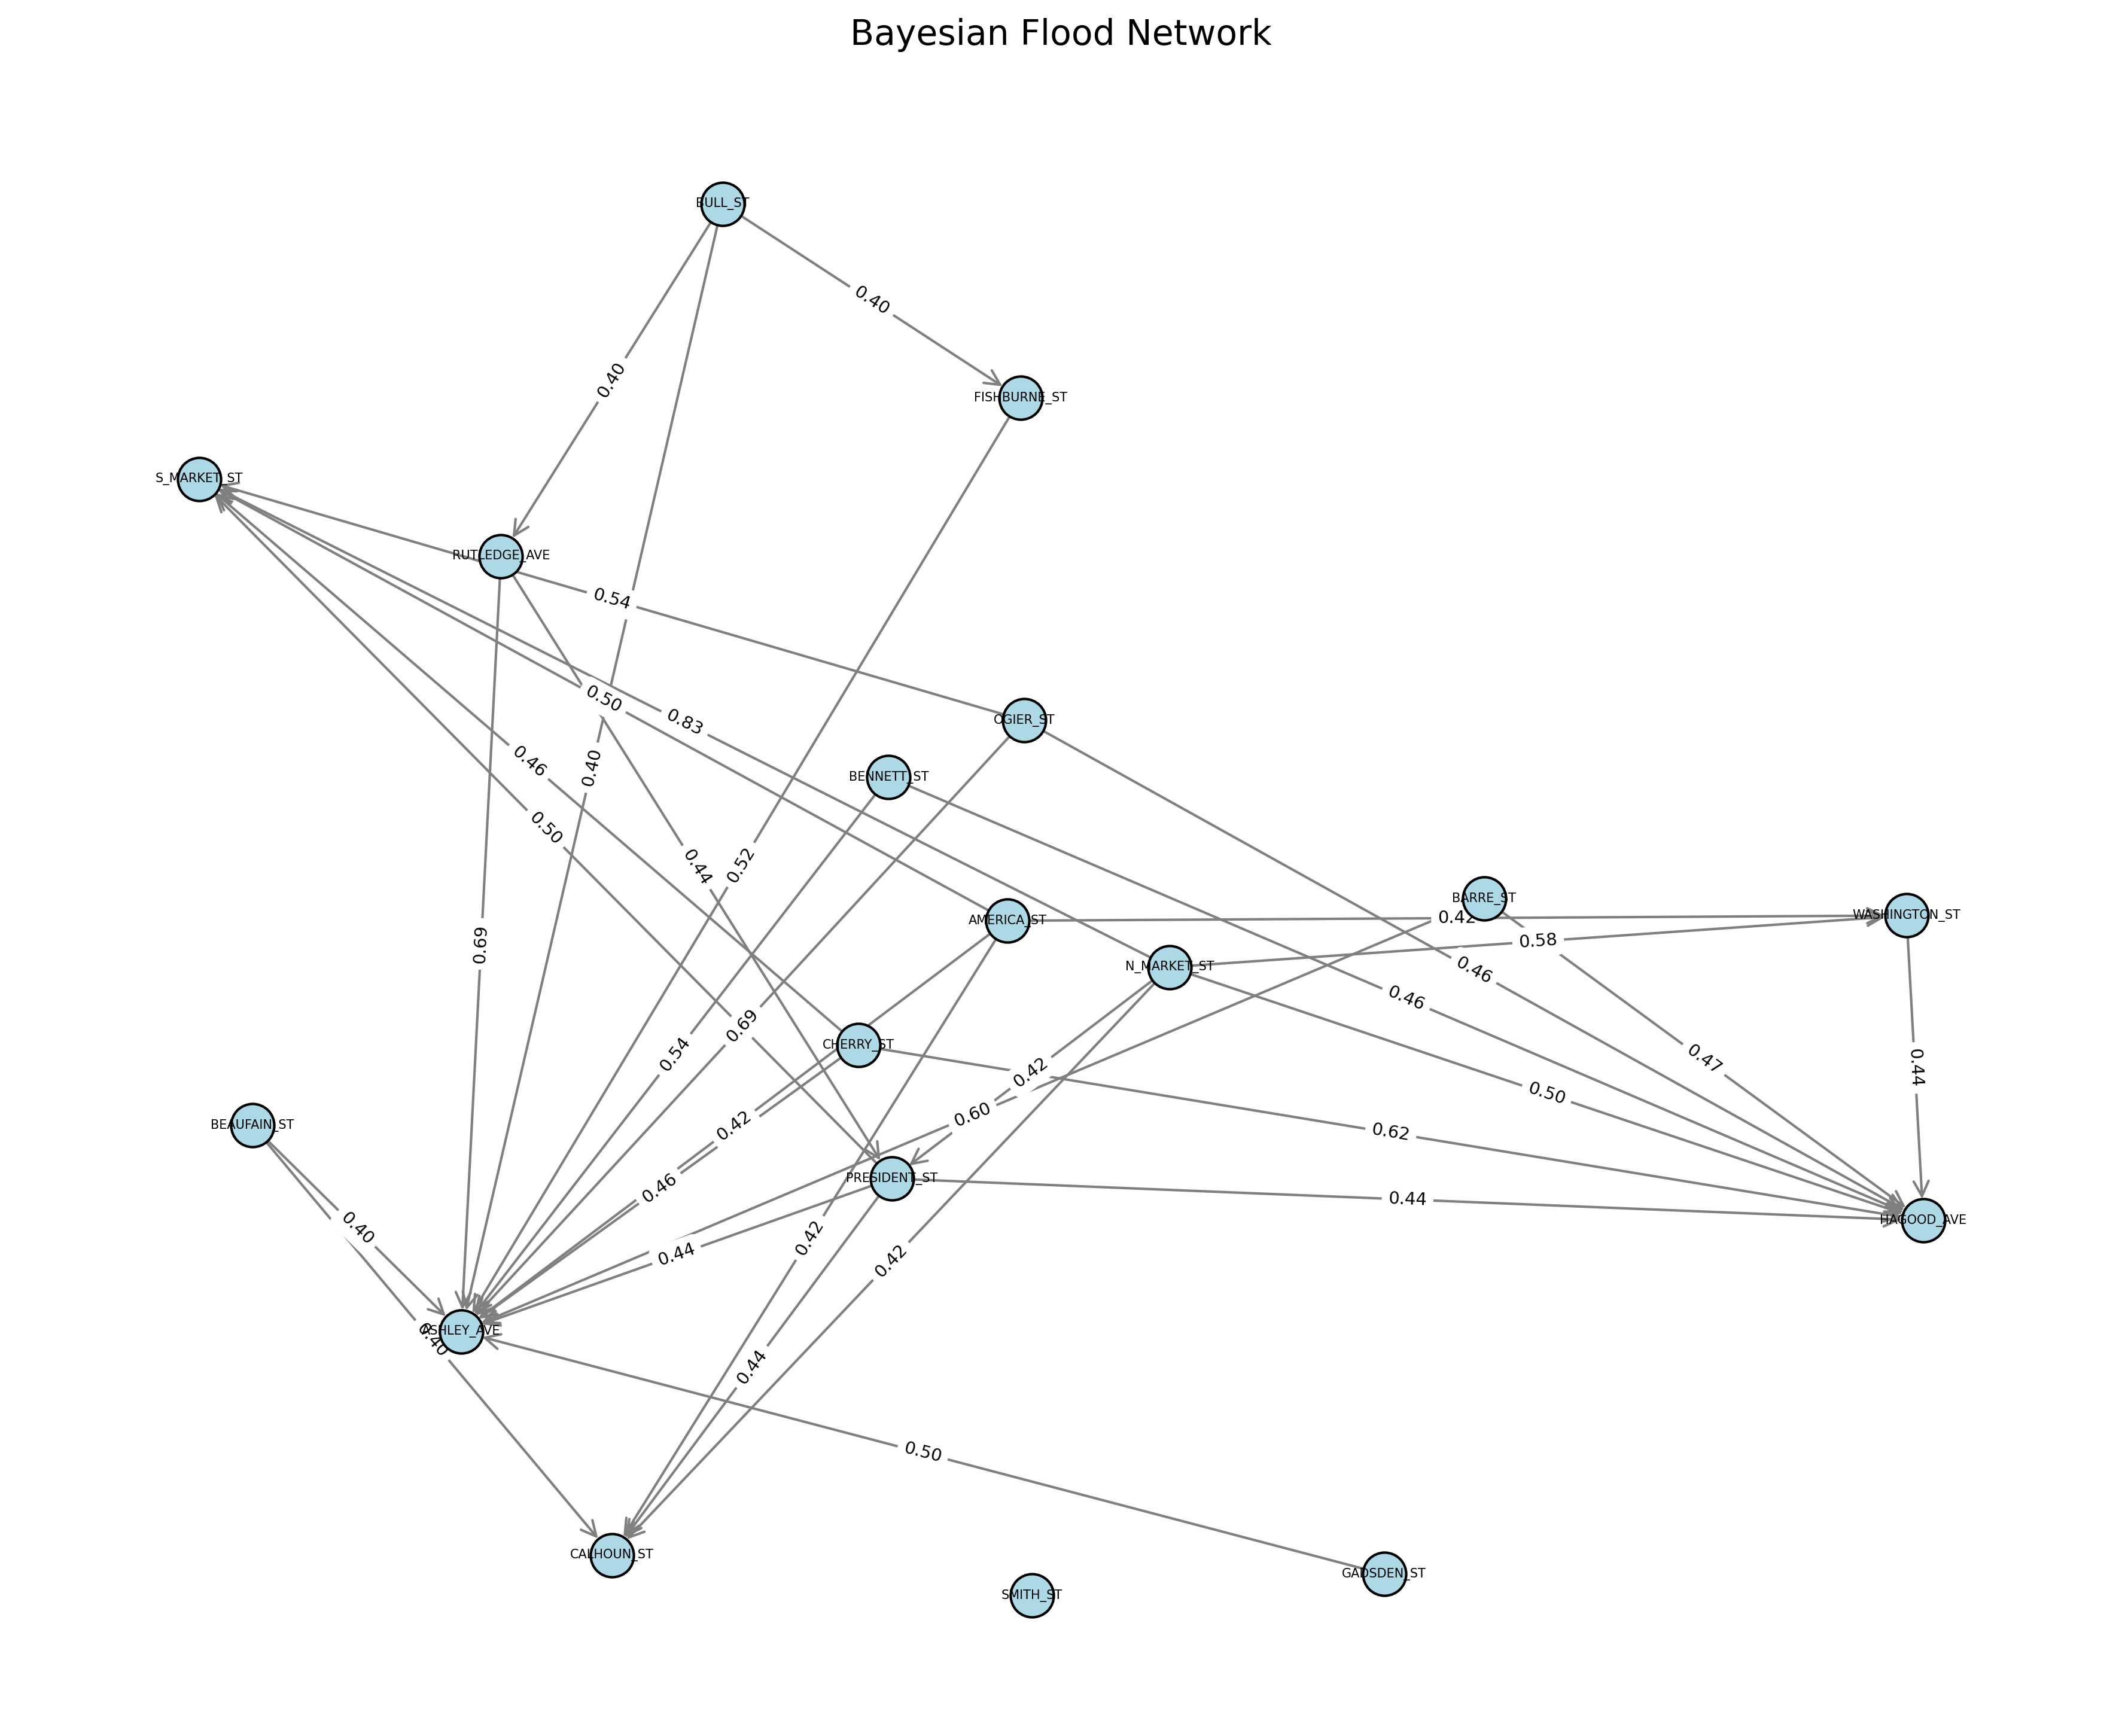 Bayesian Flood Network
BULL_ST
0.40
0.40
FISHBURNE_ST
S_MARKET_ST
RUTLEDGE_AVE
0.54
0.50
0.83
OGIER_ST
0.46
0.40
BENNETT_ST
0.50
0.44
0.52
BARRE_ST
AMERICA_ST
0.42
WASHINGTON_ST
0.69
0.58
N_MARKET_ST
0.46
0.46
0.69
CHERRY_ST
0.54
0.42
0.47
0.44
0.50
BEAUFAIN_ST
0.42
0.60
0.62
PRESIDENT_ST
0.46
0.44
0.40
HAGOOD_AVE
0.42
0.44
0.42
ASHLEY_AVE
0.40
0.44
0.50
CALHOUN_ST
GADSDEN_ST
SMITH_ST